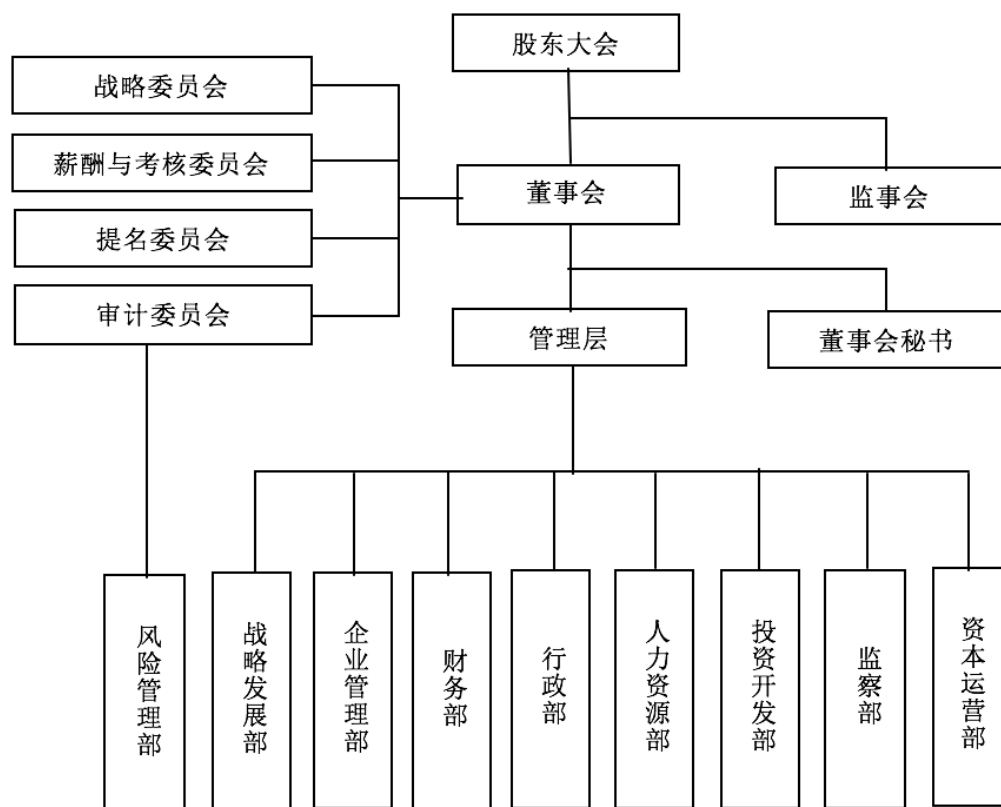 股东大会
战略委员会
薪酬与考核委员会
董事会
监事会
提名委员会
审计委员会
管理层
董事会秘书
风险管理部
战略发展部
企业管理部
财务部
行政部
人力资源部
投资开发部
监察部
资本运营部